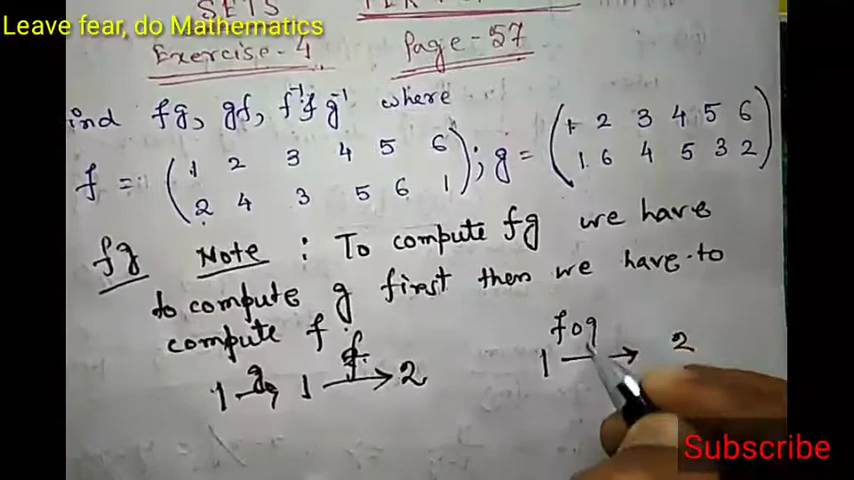 SETS
Leave fear, do Mathematics
Exercise-4 Page-57
ind fg, gf, f⁻¹ g⁻¹ where
f = ( 1 2 3 4 5 6 ) ; g = ( 1 2 3 4 5 6 )
2 4 3 5 6 1 1 6 4 5 3 2
fg Note : To compute fg we have
to compute g first then we have to
compute f.
fog
1 g→ 1 f→ 2 1 → 2
Subscribe